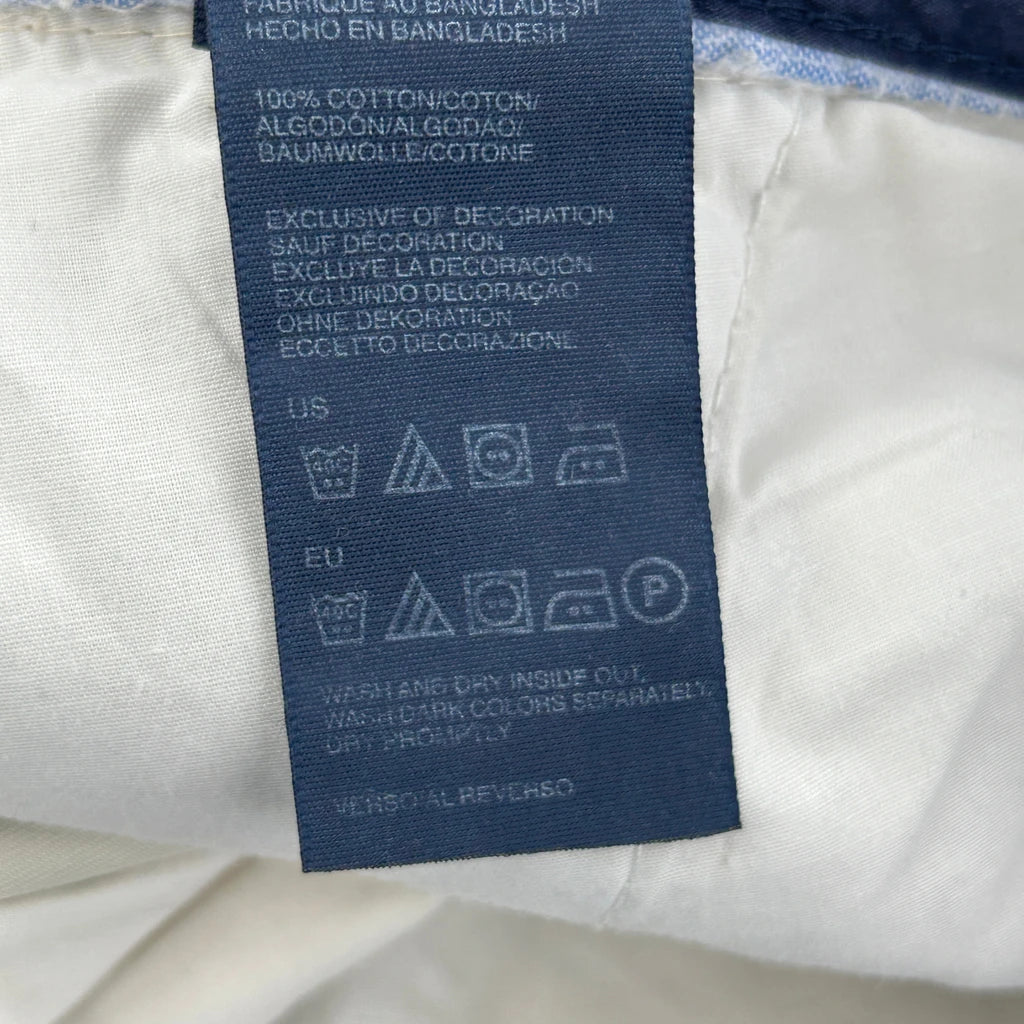 FABRIQUÉ AU BANGLADESH
HECHO EN BANGLADESH
100% COTTON/COTON/
ALGODÓN/ALGODÃO/
BAUMWOLLE/COTONE
EXCLUSIVE OF DECORATION
SAUF DÉCORATION
EXCLUYE LA DECORACIÓN
EXCLUINDO DECORAÇÃO
OHNE DEKORATION
ECCETTO DECORAZIONE
US
EU
P
WASH AND DRY INSIDE OUT.
WASH DARK COLORS SEPARATELY.
DRY PROMPTLY
VERSO/AL REVERSO